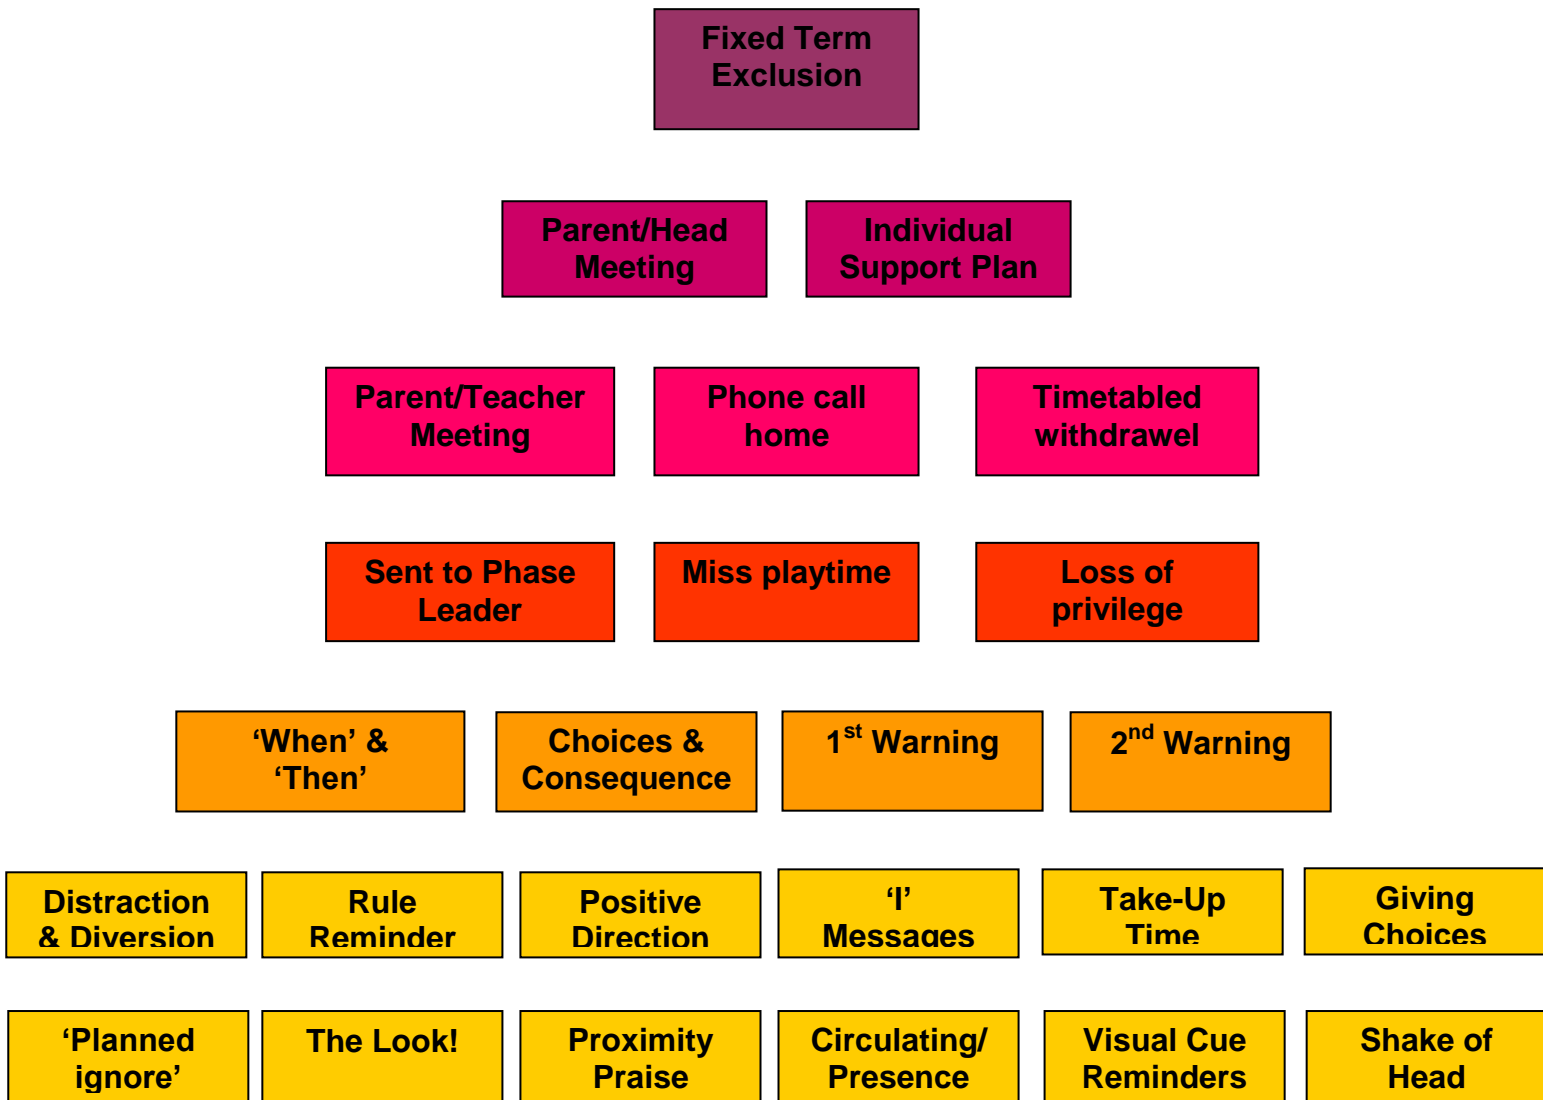 Fixed Term
Exclusion
Parent/Head
Meeting
Individual
Support Plan
Parent/Teacher
Meeting
Phone call
home
Timetabled
withdrawel
Sent to Phase
Leader
Miss playtime
Loss of
privilege
‘When’ &
‘Then’
Choices &
Consequence
1st Warning
2nd Warning
Distraction
& Diversion
Rule
Reminder
Positive
Direction
‘I’
Messages
Take-Up
Time
Giving
Choices
‘Planned
ignore’
The Look!
Proximity
Praise
Circulating/
Presence
Visual Cue
Reminders
Shake of
Head